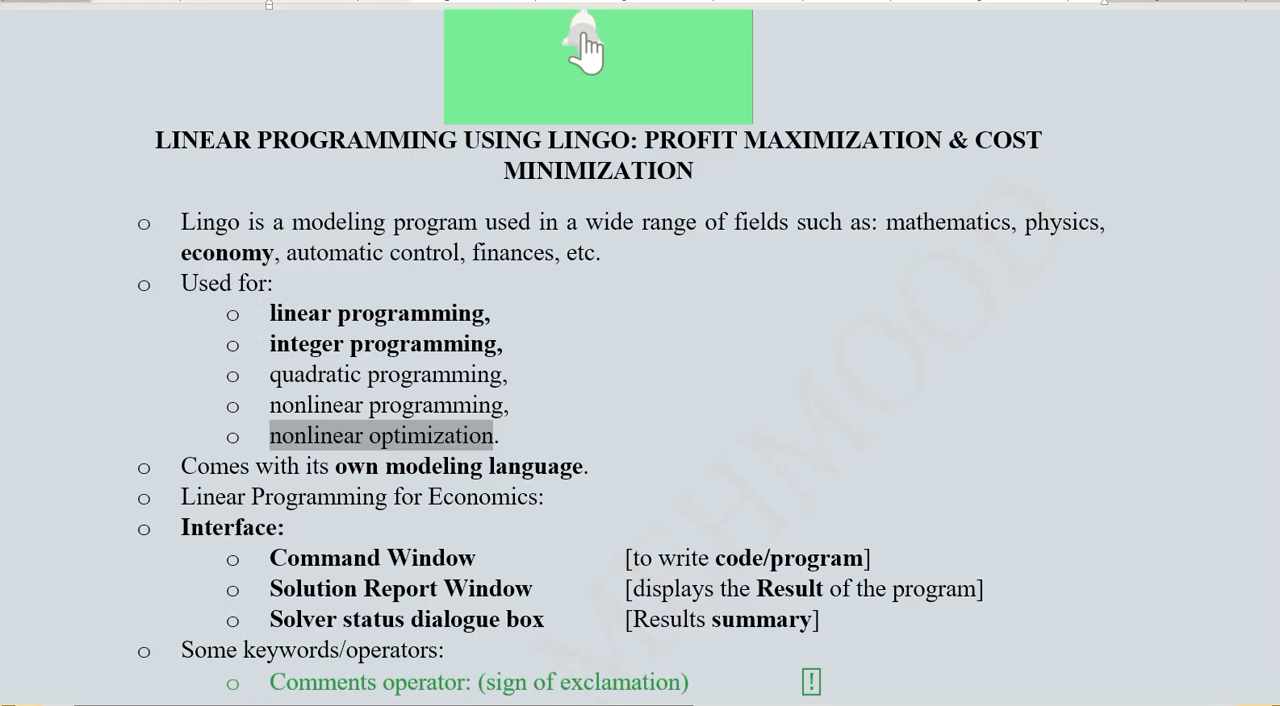 LINEAR PROGRAMMING USING LINGO: PROFIT MAXIMIZATION & COST
MINIMIZATION
o Lingo is a modeling program used in a wide range of fields such as: mathematics, physics,
economy, automatic control, finances, etc.
o Used for:
o linear programming,
o integer programming,
o quadratic programming,
o nonlinear programming,
o nonlinear optimization.
o Comes with its own modeling language.
o Linear Programming for Economics:
o Interface:
o Command Window [to write code/program]
o Solution Report Window [displays the Result of the program]
o Solver status dialogue box [Results summary]
o Some keywords/operators:
o Comments operator: (sign of exclamation) !